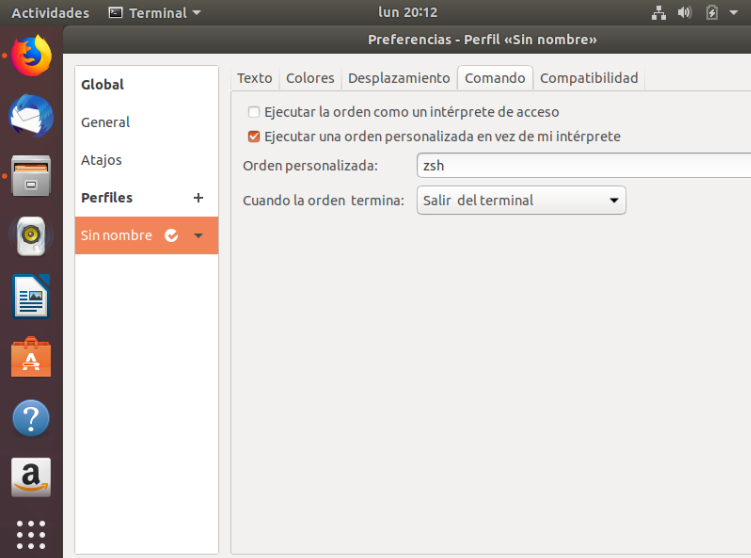 Actividades Terminal lun 20:12
Preferencias - Perfil «Sin nombre»
Global
General
Atajos
Perfiles +
Sin nombre
Texto Colores Desplazamiento Comando Compatibilidad
Ejecutar la orden como un intérprete de acceso
Ejecutar una orden personalizada en vez de mi intérprete
Orden personalizada: zsh
Cuando la orden termina: Salir del terminal
A
?
a